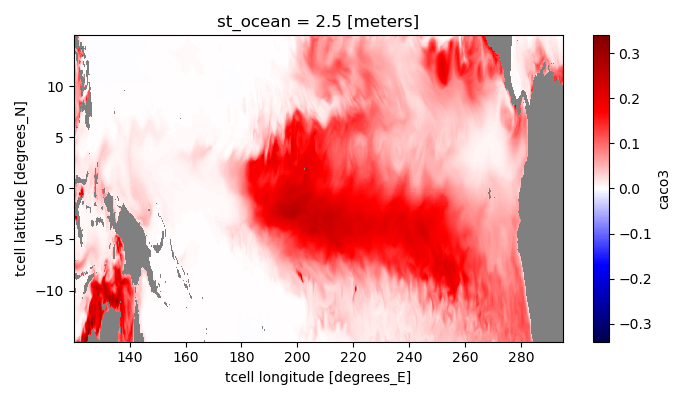 st_ocean = 2.5 [meters]
10
5
0
−5
−10
tcell latitude [degrees_N]
140 160 180 200 220 240 260 280
tcell longitude [degrees_E]
0.3
0.2
0.1
0.0
−0.1
−0.2
−0.3
caco3